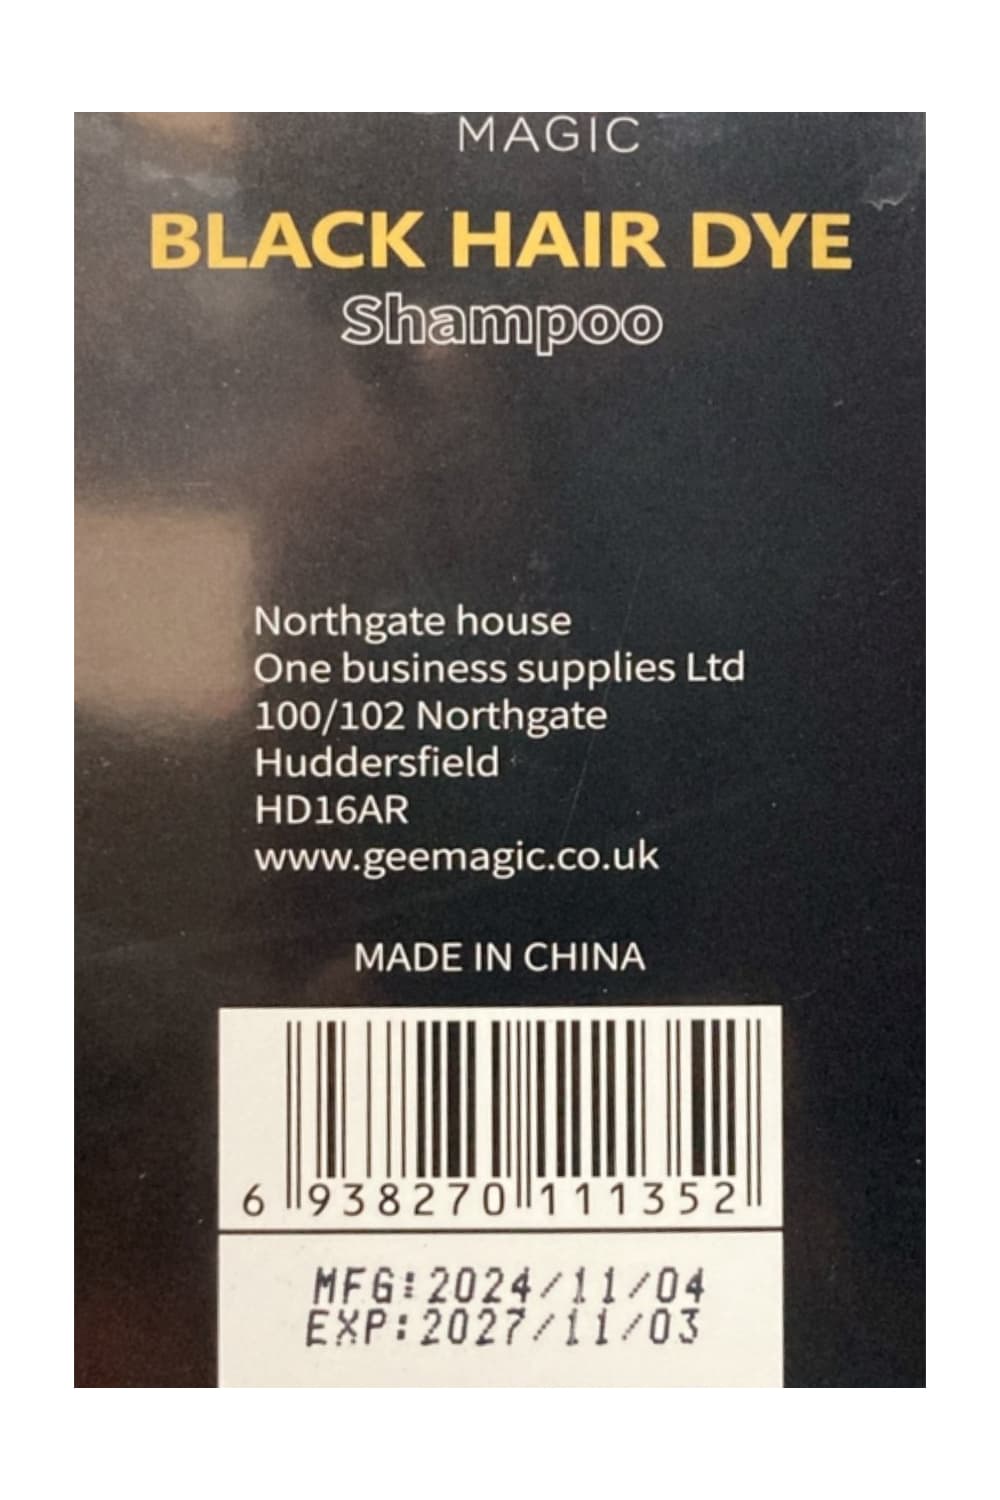 MAGIC
BLACK HAIR DYE
Shampoo
Northgate house
One business supplies Ltd
100/102 Northgate
Huddersfield
HD16AR
www.geemagic.co.uk
MADE IN CHINA
6 938270 111352
MFG:2024/11/04
EXP:2027/11/03